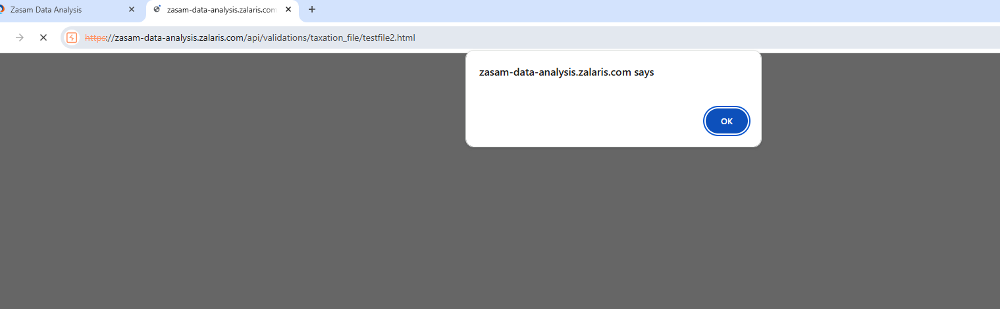 Zasam Data Analysis
zasam-data-analysis.zalaris.com
https://zasam-data-analysis.zalaris.com/api/validations/taxation_file/testfile2.html
zasam-data-analysis.zalaris.com says
OK